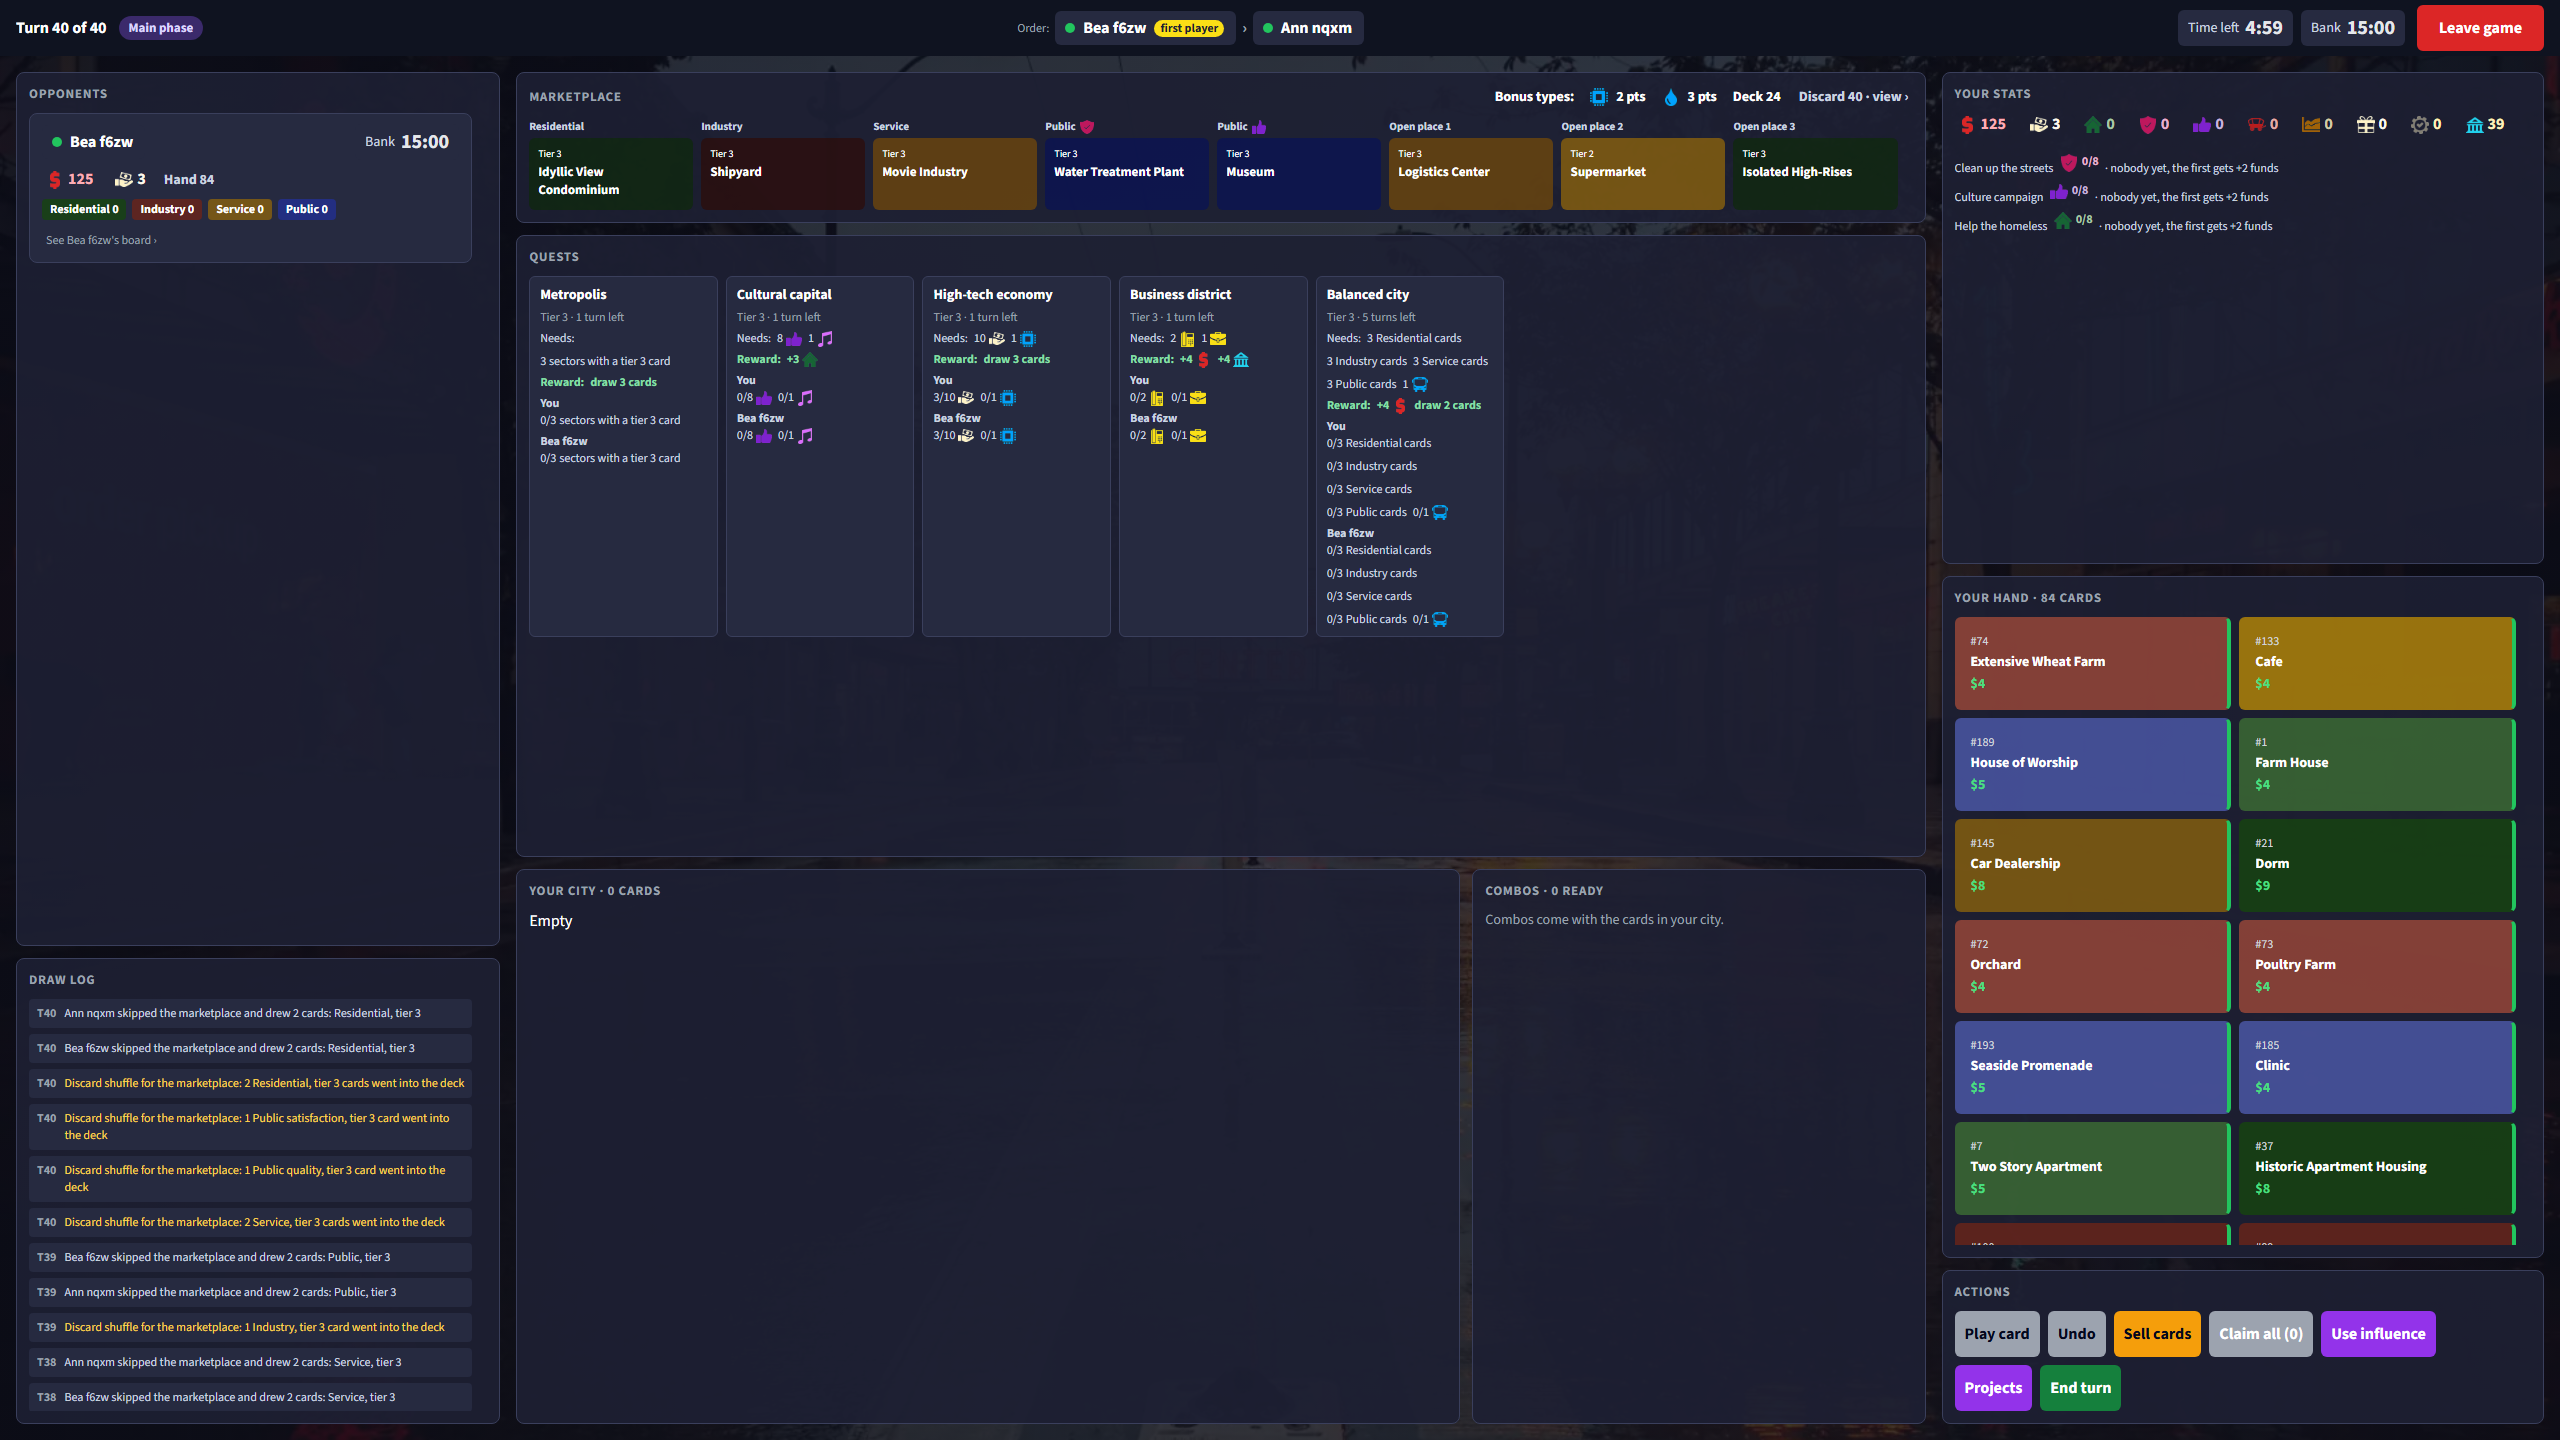 Turn 40 of 40
Main phase
Order:
Bea f6zw
first player
›
Ann nqxm
Time left 4:59
Bank 15:00
Leave game
OPPONENTS
Bea f6zw
Bank 15:00
125
3
Hand 84
Residential 0
Industry 0
Service 0
Public 0
See Bea f6zw's board ›
DRAW LOG
T40 Ann nqxm skipped the marketplace and drew 2 cards: Residential, tier 3
T40 Bea f6zw skipped the marketplace and drew 2 cards: Residential, tier 3
T40 Discard shuffle for the marketplace: 2 Residential, tier 3 cards went into the deck
T40 Discard shuffle for the marketplace: 1 Public satisfaction, tier 3 card went into
the deck
T40 Discard shuffle for the marketplace: 1 Public quality, tier 3 card went into the
deck
T40 Discard shuffle for the marketplace: 2 Service, tier 3 cards went into the deck
T39 Bea f6zw skipped the marketplace and drew 2 cards: Public, tier 3
T39 Ann nqxm skipped the marketplace and drew 2 cards: Public, tier 3
T39 Discard shuffle for the marketplace: 1 Industry, tier 3 card went into the deck
T38 Ann nqxm skipped the marketplace and drew 2 cards: Service, tier 3
T38 Bea f6zw skipped the marketplace and drew 2 cards: Service, tier 3
MARKETPLACE
Bonus types: 2 pts 3 pts Deck 24 Discard 40 · view ›
Residential
Tier 3
Idyllic View
Condominium
Industry
Tier 3
Shipyard
Service
Tier 3
Movie Industry
Public
Tier 3
Water Treatment Plant
Public
Tier 3
Museum
Open place 1
Tier 3
Logistics Center
Open place 2
Tier 2
Supermarket
Open place 3
Tier 3
Isolated High-Rises
QUESTS
Metropolis
Tier 3 · 1 turn left
Needs:
3 sectors with a tier 3 card
Reward: draw 3 cards
You
0/3 sectors with a tier 3 card
Bea f6zw
0/3 sectors with a tier 3 card
Cultural capital
Tier 3 · 1 turn left
Needs: 8 1
Reward: +3
You
0/8 0/1
Bea f6zw
0/8 0/1
High-tech economy
Tier 3 · 1 turn left
Needs: 10 1
Reward: draw 3 cards
You
3/10 0/1
Bea f6zw
3/10 0/1
Business district
Tier 3 · 1 turn left
Needs: 2 1
Reward: +4 +4
You
0/2 0/1
Bea f6zw
0/2 0/1
Balanced city
Tier 3 · 5 turns left
Needs: 3 Residential cards
3 Industry cards 3 Service cards
3 Public cards 1
Reward: +4 draw 2 cards
You
0/3 Residential cards
0/3 Industry cards
0/3 Service cards
0/3 Public cards 0/1
Bea f6zw
0/3 Residential cards
0/3 Industry cards
0/3 Service cards
0/3 Public cards 0/1
YOUR CITY · 0 CARDS
Empty
COMBOS · 0 READY
Combos come with the cards in your city.
YOUR STATS
125 3 0 0 0 0 0 0 0 39
Clean up the streets 0/8 · nobody yet, the first gets +2 funds
Culture campaign 0/8 · nobody yet, the first gets +2 funds
Help the homeless 0/8 · nobody yet, the first gets +2 funds
YOUR HAND · 84 CARDS
#74
Extensive Wheat Farm
$4
#133
Cafe
$4
#189
House of Worship
$5
#1
Farm House
$4
#145
Car Dealership
$8
#21
Dorm
$9
#72
Orchard
$4
#73
Poultry Farm
$4
#193
Seaside Promenade
$5
#185
Clinic
$4
#7
Two Story Apartment
$5
#37
Historic Apartment Housing
$8
ACTIONS
Play card
Undo
Sell cards
Claim all (0)
Use influence
Projects
End turn